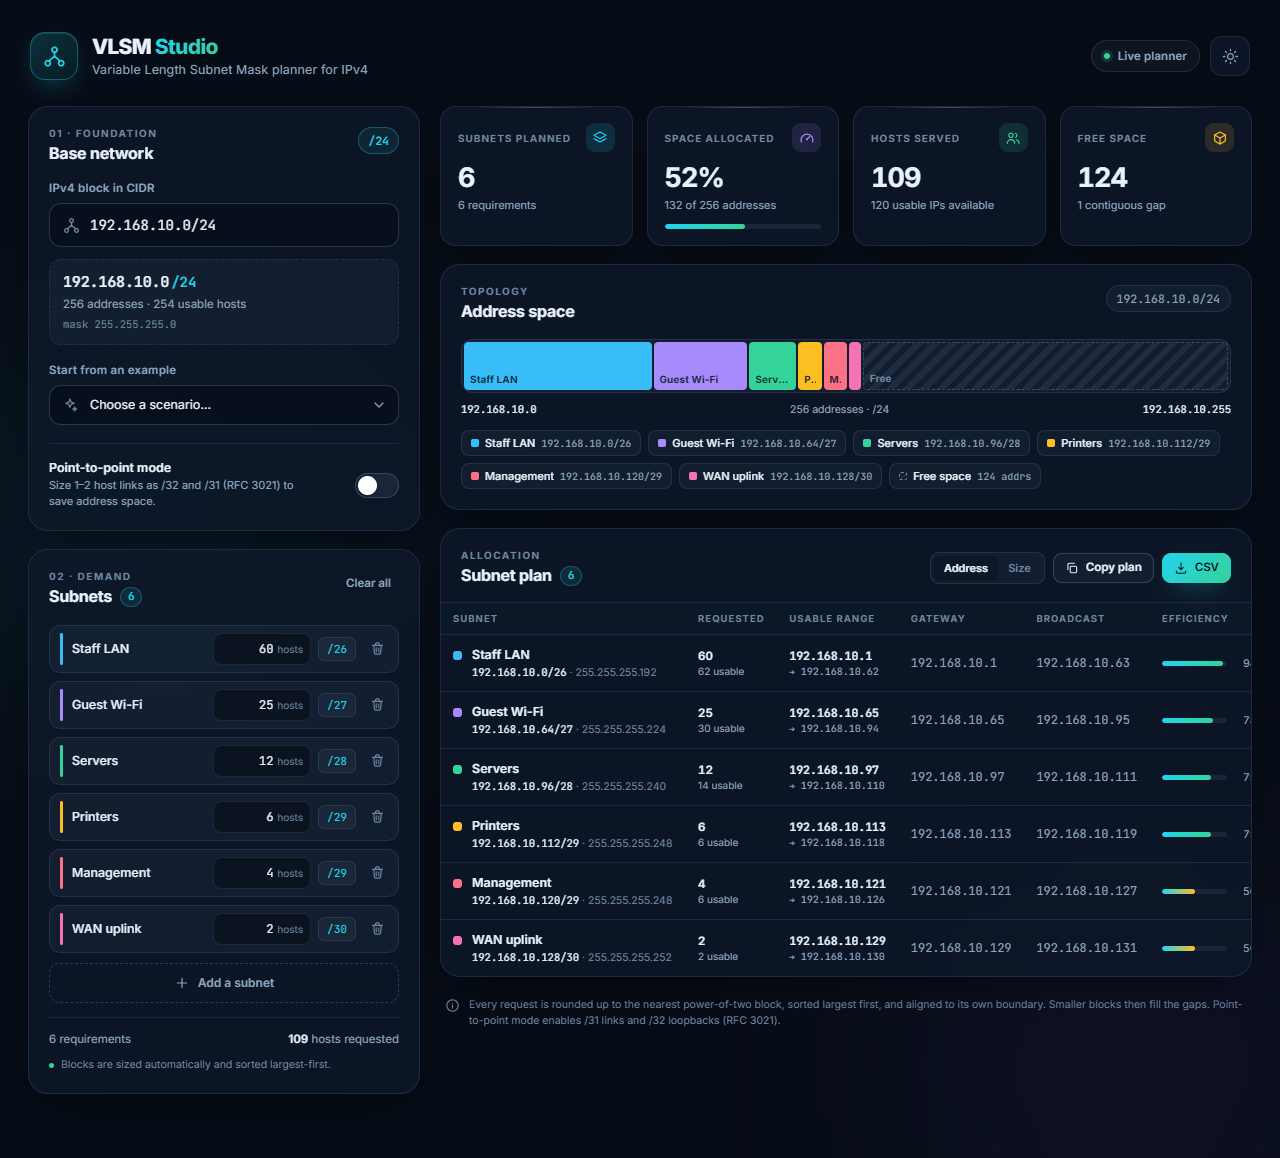 VLSM Studio
Variable Length Subnet Mask planner for IPv4
Live planner
01 · FOUNDATION
Base network
/24
IPv4 block in CIDR
192.168.10.0/24
192.168.10.0/24
256 addresses · 254 usable hosts
mask 255.255.255.0
Start from an example
Choose a scenario...
Point-to-point mode
Size 1–2 host links as /32 and /31 (RFC 3021) to
save address space.
02 · DEMAND
Subnets 6
Clear all
Staff LAN 60 hosts /26
Guest Wi-Fi 25 hosts /27
Servers 12 hosts /28
Printers 6 hosts /29
Management 4 hosts /29
WAN uplink 2 hosts /30
Add a subnet
6 requirements 109 hosts requested
Blocks are sized automatically and sorted largest-first.
SUBNETS PLANNED
6
6 requirements
SPACE ALLOCATED
52%
132 of 256 addresses
HOSTS SERVED
109
120 usable IPs available
FREE SPACE
124
1 contiguous gap
TOPOLOGY
Address space
192.168.10.0/24
Staff LAN Guest Wi-Fi Serv... P.. M. Free
192.168.10.0 256 addresses · /24 192.168.10.255
Staff LAN 192.168.10.0/26 Guest Wi-Fi 192.168.10.64/27 Servers 192.168.10.96/28 Printers 192.168.10.112/29
Management 192.168.10.120/29 WAN uplink 192.168.10.128/30 Free space 124 addrs
ALLOCATION
Subnet plan 6
Address Size Copy plan CSV
SUBNET REQUESTED USABLE RANGE GATEWAY BROADCAST EFFICIENCY
Staff LAN 60 192.168.10.1 192.168.10.1 192.168.10.63
192.168.10.0/26 · 255.255.255.192 62 usable → 192.168.10.62
Guest Wi-Fi 25 192.168.10.65 192.168.10.65 192.168.10.95
192.168.10.64/27 · 255.255.255.224 30 usable → 192.168.10.94
Servers 12 192.168.10.97 192.168.10.97 192.168.10.111
192.168.10.96/28 · 255.255.255.240 14 usable → 192.168.10.110
Printers 6 192.168.10.113 192.168.10.113 192.168.10.119
192.168.10.112/29 · 255.255.255.248 6 usable → 192.168.10.118
Management 4 192.168.10.121 192.168.10.121 192.168.10.127
192.168.10.120/29 · 255.255.255.248 6 usable → 192.168.10.126
WAN uplink 2 192.168.10.129 192.168.10.129 192.168.10.131
192.168.10.128/30 · 255.255.255.252 2 usable → 192.168.10.130
Every request is rounded up to the nearest power-of-two block, sorted largest first, and aligned to its own boundary. Smaller blocks then fill the gaps. Point-
to-point mode enables /31 links and /32 loopbacks (RFC 3021).